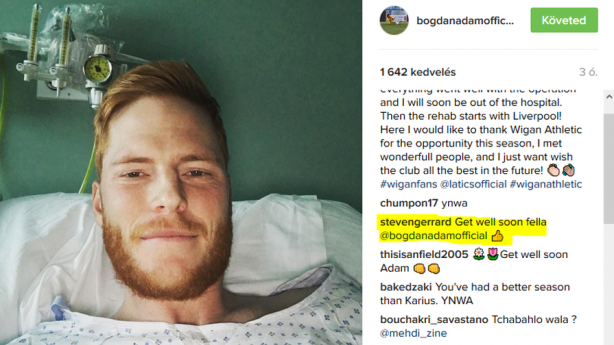 bogdanadamoffic...
Követed
1 642 kedvelés
3 ó.
everything went well with the operation
and I will soon be out of the hospital.
Then the rehab starts with Liverpool!
Here I would like to thank Wigan Athletic
for the opportunity this season, I met
wonderfull people, and I just want wish
the club all the best in the future! 👏🏻👏🏿
#wiganfans @laticsofficial #wiganathletic
chumpon17 ynwa
stevengerrard Get well soon fella
@bogdanadamofficial 👍
thisisanfield2005 🌼🌷Get well soon
Adam 👊👊
bakedzaki You've had a better season
than Karius. YNWA
bouchakri_savastano Tchabahlo wala ?
@mehdi_zine